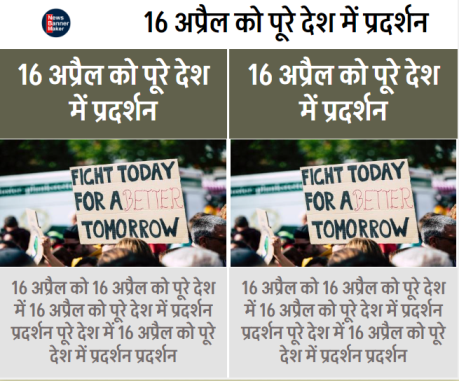 News
Banner
Maker
16 अप्रैल को पूरे देश में प्रदर्शन
16 अप्रैल को पूरे देश
में प्रदर्शन
FIGHT TODAY
FOR A BETTER
TOMORROW
16 अप्रैल को 16 अप्रैल को पूरे देश
में 16 अप्रैल को पूरे देश में प्रदर्शन
प्रदर्शन पूरे देश में 16 अप्रैल को पूरे
देश में प्रदर्शन प्रदर्शन
16 अप्रैल को पूरे देश
में प्रदर्शन
FIGHT TODAY
FOR A BETTER
TOMORROW
16 अप्रैल को 16 अप्रैल को पूरे देश
में 16 अप्रैल को पूरे देश में प्रदर्शन
प्रदर्शन पूरे देश में 16 अप्रैल को पूरे
देश में प्रदर्शन प्रदर्शन